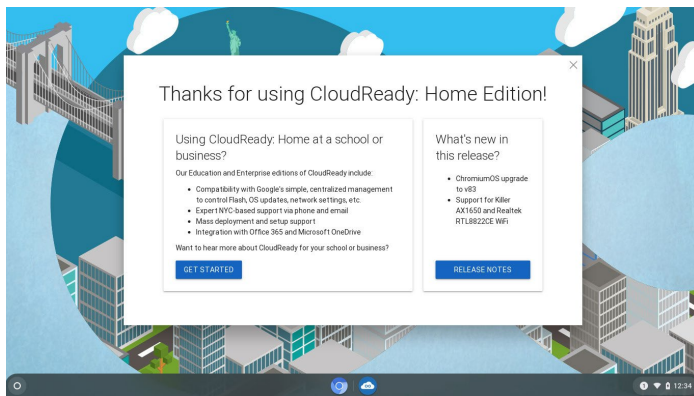 Thanks for using CloudReady: Home Edition!
Using CloudReady: Home at a school or
business?
Our Education and Enterprise editions of CloudReady include:
• Compatibility with Google's simple, centralized management
to control Flash, OS updates, network settings, etc.
• Expert NYC-based support via phone and email
• Mass deployment and setup support
• Integration with Office 365 and Microsoft OneDrive
Want to hear more about CloudReady for your school or business?
GET STARTED
What's new in
this release?
• ChromiumOS upgrade
to v83
• Support for Killer
AX1650 and Realtek
RTL8822CE WiFi
RELEASE NOTES
1 12:34